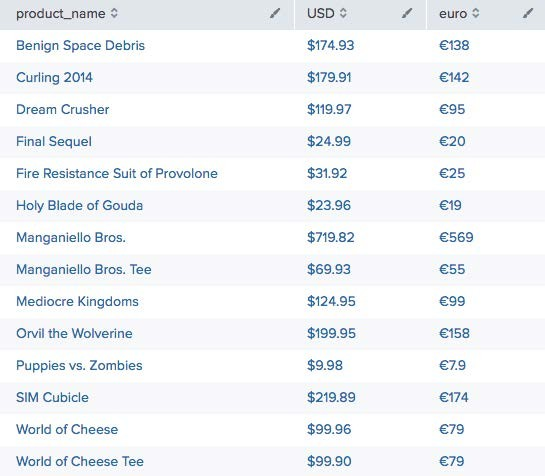 product_name USD euro
Benign Space Debris $174.93 €138
Curling 2014 $179.91 €142
Dream Crusher $119.97 €95
Final Sequel $24.99 €20
Fire Resistance Suit of Provolone $31.92 €25
Holy Blade of Gouda $23.96 €19
Manganiello Bros. $719.82 €569
Manganiello Bros. Tee $69.93 €55
Mediocre Kingdoms $124.95 €99
Orvil the Wolverine $199.95 €158
Puppies vs. Zombies $9.98 €7.9
SIM Cubicle $219.89 €174
World of Cheese $99.96 €79
World of Cheese Tee $99.90 €79